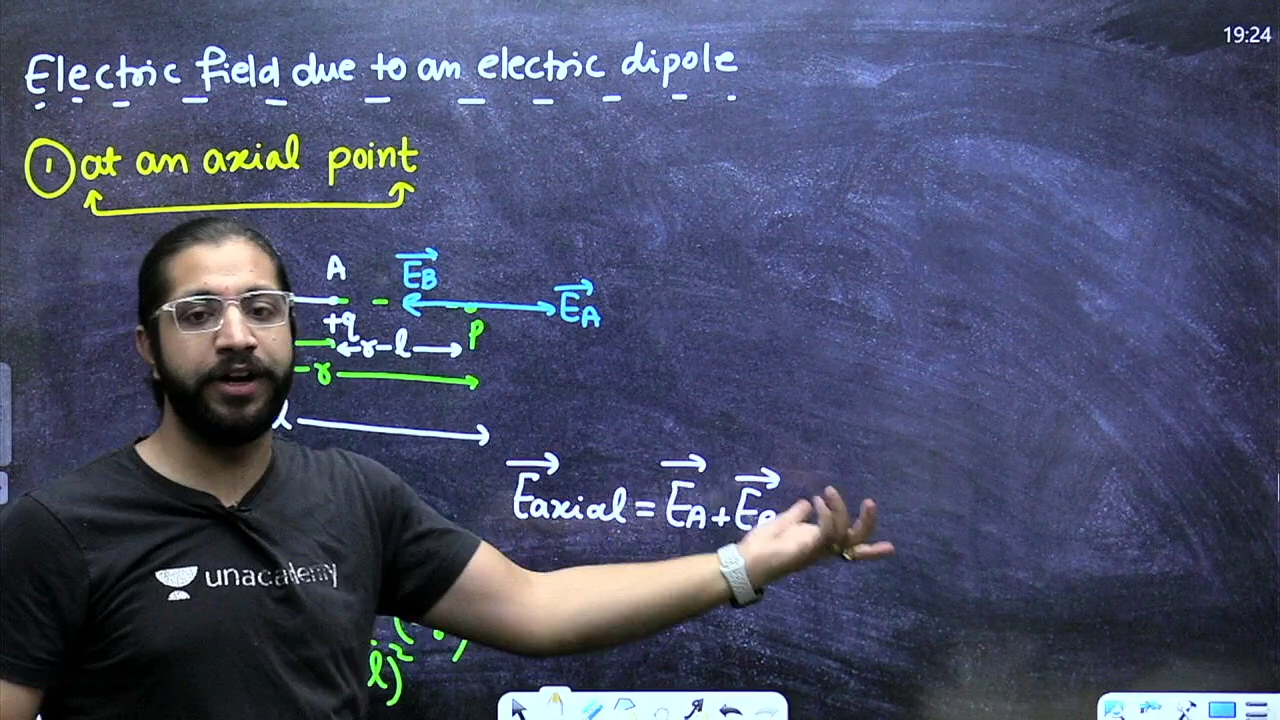 19:24
Electric field due to an electric dipole
① at an axial point
A
E⃗B
E⃗A
+q
r-l
P
r
E⃗axial = E⃗A + E⃗
unacademy